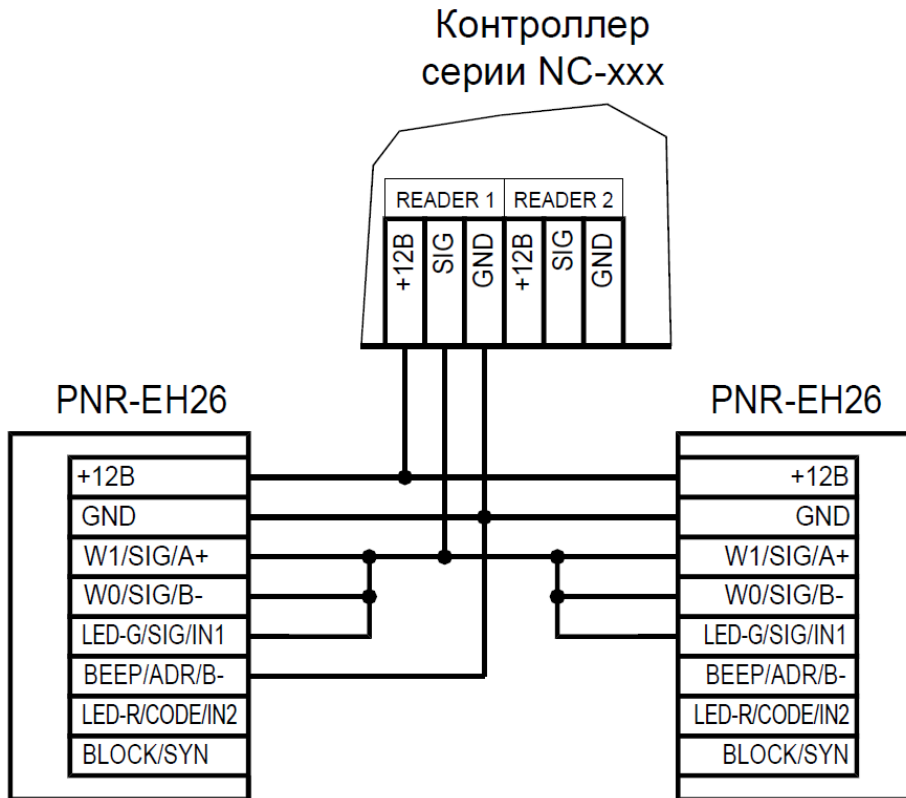 Контроллер
серии NC-xxx
READER 1 READER 2
+12В SIG GND +12В SIG GND
PNR-EH26
+12В
GND
W1/SIG/A+
W0/SIG/B-
LED-G/SIG/IN1
BEEP/ADR/B-
LED-R/CODE/IN2
BLOCK/SYN
PNR-EH26
+12В
GND
W1/SIG/A+
W0/SIG/B-
LED-G/SIG/IN1
BEEP/ADR/B-
LED-R/CODE/IN2
BLOCK/SYN